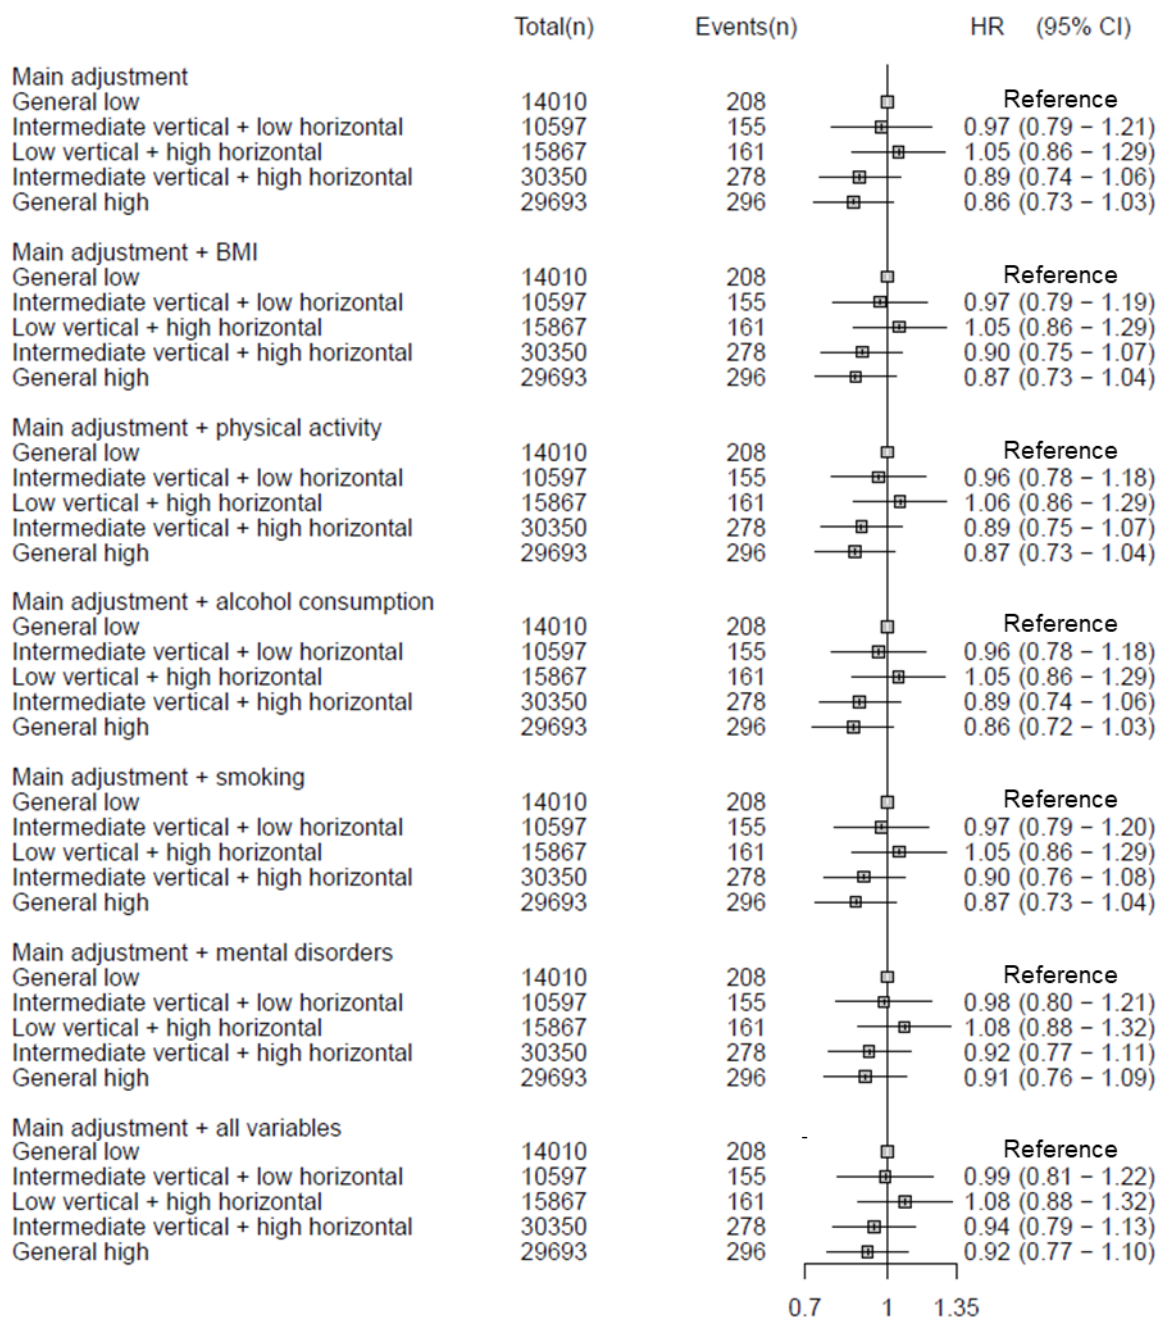 Total(n) Events(n) HR (95% CI)
Main adjustment
General low 14010 208 Reference
Intermediate vertical + low horizontal 10597 155 0.97 (0.79 − 1.21)
Low vertical + high horizontal 15867 161 1.05 (0.86 − 1.29)
Intermediate vertical + high horizontal 30350 278 0.89 (0.74 − 1.06)
General high 29693 296 0.86 (0.73 − 1.03)
Main adjustment + BMI
General low 14010 208 Reference
Intermediate vertical + low horizontal 10597 155 0.97 (0.79 − 1.19)
Low vertical + high horizontal 15867 161 1.05 (0.86 − 1.29)
Intermediate vertical + high horizontal 30350 278 0.90 (0.75 − 1.07)
General high 29693 296 0.87 (0.73 − 1.04)
Main adjustment + physical activity
General low 14010 208 Reference
Intermediate vertical + low horizontal 10597 155 0.96 (0.78 − 1.18)
Low vertical + high horizontal 15867 161 1.06 (0.86 − 1.29)
Intermediate vertical + high horizontal 30350 278 0.89 (0.75 − 1.07)
General high 29693 296 0.87 (0.73 − 1.04)
Main adjustment + alcohol consumption
General low 14010 208 Reference
Intermediate vertical + low horizontal 10597 155 0.96 (0.78 − 1.18)
Low vertical + high horizontal 15867 161 1.05 (0.86 − 1.29)
Intermediate vertical + high horizontal 30350 278 0.89 (0.74 − 1.06)
General high 29693 296 0.86 (0.72 − 1.03)
Main adjustment + smoking
General low 14010 208 Reference
Intermediate vertical + low horizontal 10597 155 0.97 (0.79 − 1.20)
Low vertical + high horizontal 15867 161 1.05 (0.86 − 1.29)
Intermediate vertical + high horizontal 30350 278 0.90 (0.76 − 1.08)
General high 29693 296 0.87 (0.73 − 1.04)
Main adjustment + mental disorders
General low 14010 208 Reference
Intermediate vertical + low horizontal 10597 155 0.98 (0.80 − 1.21)
Low vertical + high horizontal 15867 161 1.08 (0.88 − 1.32)
Intermediate vertical + high horizontal 30350 278 0.92 (0.77 − 1.11)
General high 29693 296 0.91 (0.76 − 1.09)
Main adjustment + all variables
General low 14010 208 Reference
Intermediate vertical + low horizontal 10597 155 0.99 (0.81 − 1.22)
Low vertical + high horizontal 15867 161 1.08 (0.88 − 1.32)
Intermediate vertical + high horizontal 30350 278 0.94 (0.79 − 1.13)
General high 29693 296 0.92 (0.77 − 1.10)
0.7 1 1.35